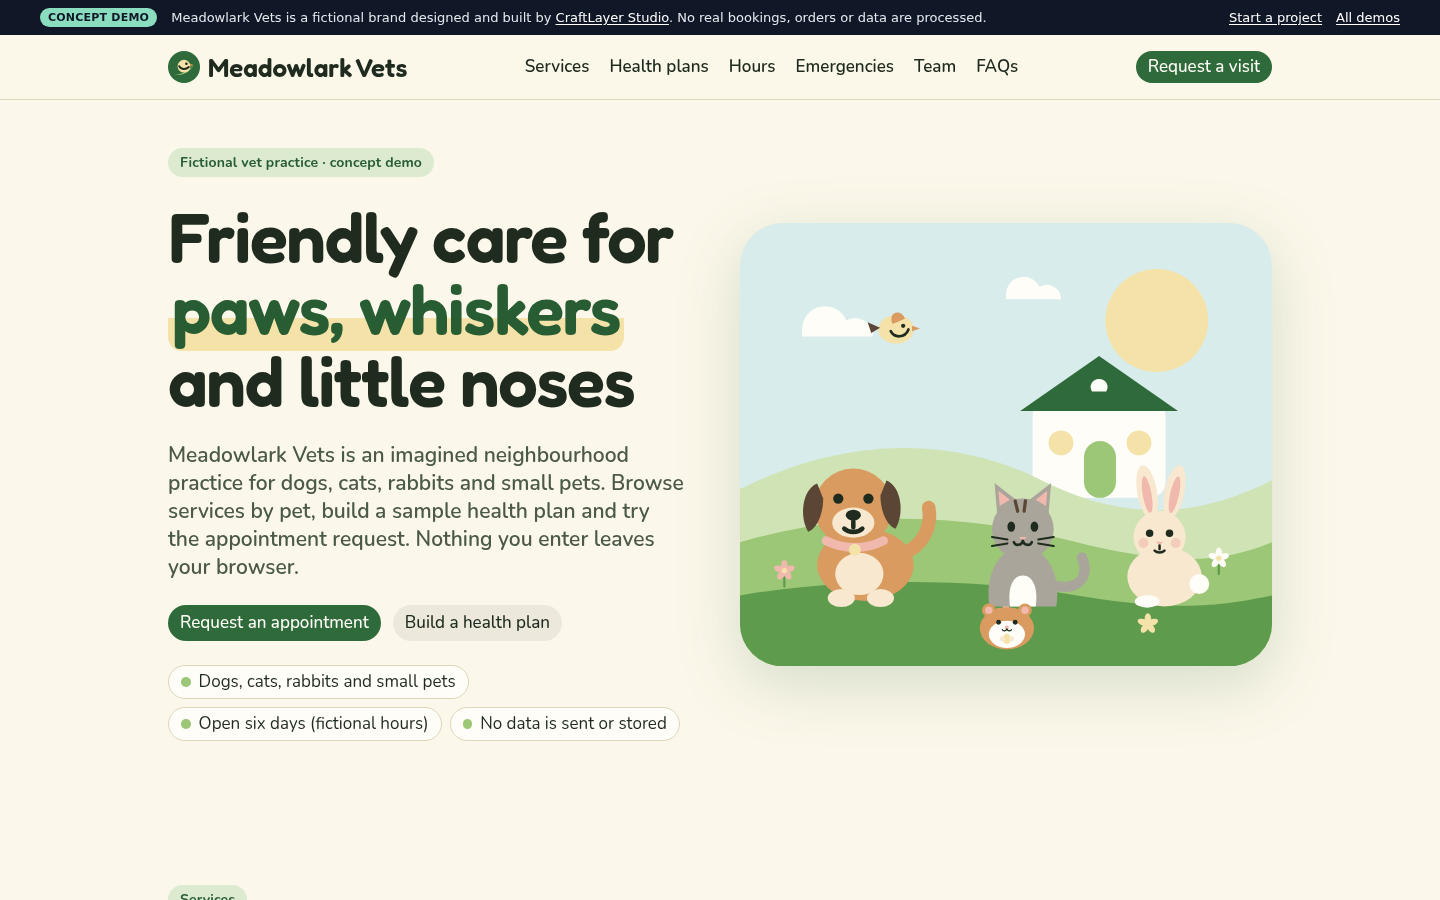 CONCEPT DEMO Meadowlark Vets is a fictional brand designed and built by CraftLayer Studio. No real bookings, orders or data are processed. Start a project All demos
Meadowlark Vets Services Health plans Hours Emergencies Team FAQs Request a visit
Fictional vet practice · concept demo
Friendly care for
paws, whiskers
and little noses
Meadowlark Vets is an imagined neighbourhood
practice for dogs, cats, rabbits and small pets. Browse
services by pet, build a sample health plan and try
the appointment request. Nothing you enter leaves
your browser.
Request an appointment Build a health plan
Dogs, cats, rabbits and small pets
Open six days (fictional hours) No data is sent or stored
Services